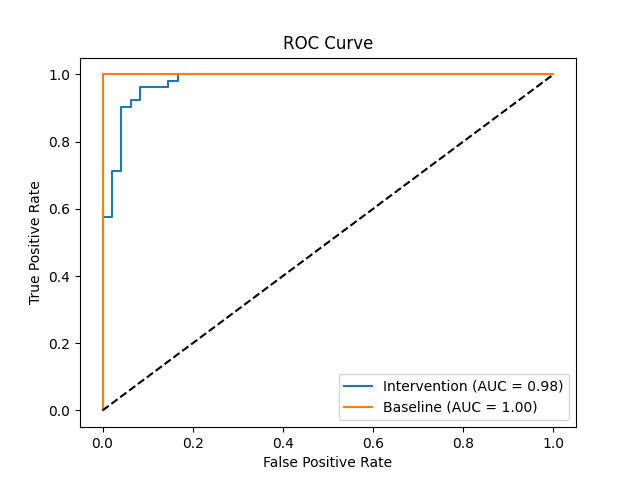 ROC Curve
True Positive Rate
1.0
0.8
0.6
0.4
0.2
0.0
0.0 0.2 0.4 0.6 0.8 1.0
False Positive Rate
Intervention (AUC = 0.98)
Baseline (AUC = 1.00)